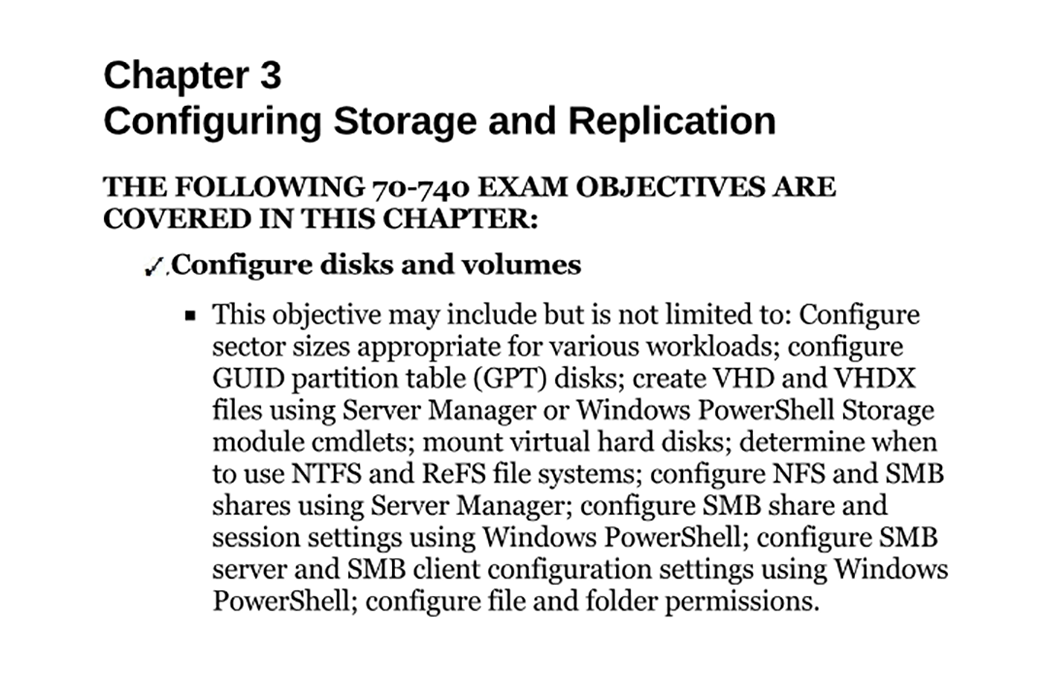 Chapter 3
Configuring Storage and Replication
THE FOLLOWING 70-740 EXAM OBJECTIVES ARE
COVERED IN THIS CHAPTER:
✓.Configure disks and volumes
▪ This objective may include but is not limited to: Configure
sector sizes appropriate for various workloads; configure
GUID partition table (GPT) disks; create VHD and VHDX
files using Server Manager or Windows PowerShell Storage
module cmdlets; mount virtual hard disks; determine when
to use NTFS and ReFS file systems; configure NFS and SMB
shares using Server Manager; configure SMB share and
session settings using Windows PowerShell; configure SMB
server and SMB client configuration settings using Windows
PowerShell; configure file and folder permissions.